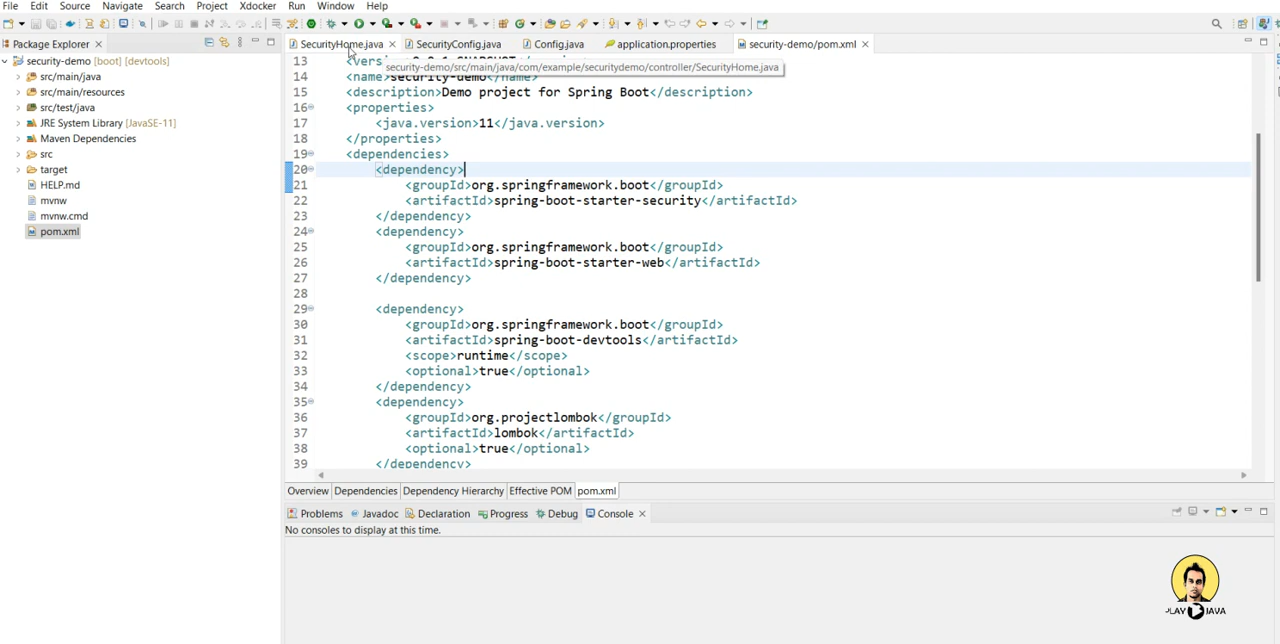 File Edit Source Navigate Search Project Xdocker Run Window Help
Package Explorer
SecurityHome.java SecurityConfig.java Config.java application.properties security-demo/pom.xml
security-demo [boot] [devtools]
src/main/java
src/main/resources
src/test/java
JRE System Library [JavaSE-11]
Maven Dependencies
src
target
HELP.md
mvnw
mvnw.cmd
pom.xml
security-demo/src/main/java/com/example/securitydemo/controller/SecurityHome.java
13
14 <name>security-demo</name>
15 <description>Demo project for Spring Boot</description>
16 <properties>
17 <java.version>11</java.version>
18 </properties>
19 <dependencies>
20 <dependency>
21 <groupId>org.springframework.boot</groupId>
22 <artifactId>spring-boot-starter-security</artifactId>
23 </dependency>
24 <dependency>
25 <groupId>org.springframework.boot</groupId>
26 <artifactId>spring-boot-starter-web</artifactId>
27 </dependency>
28
29 <dependency>
30 <groupId>org.springframework.boot</groupId>
31 <artifactId>spring-boot-devtools</artifactId>
32 <scope>runtime</scope>
33 <optional>true</optional>
34 </dependency>
35 <dependency>
36 <groupId>org.projectlombok</groupId>
37 <artifactId>lombok</artifactId>
38 <optional>true</optional>
39 </dependency>
Overview Dependencies Dependency Hierarchy Effective POM pom.xml
Problems Javadoc Declaration Progress Debug Console
No consoles to display at this time.
PLAY JAVA